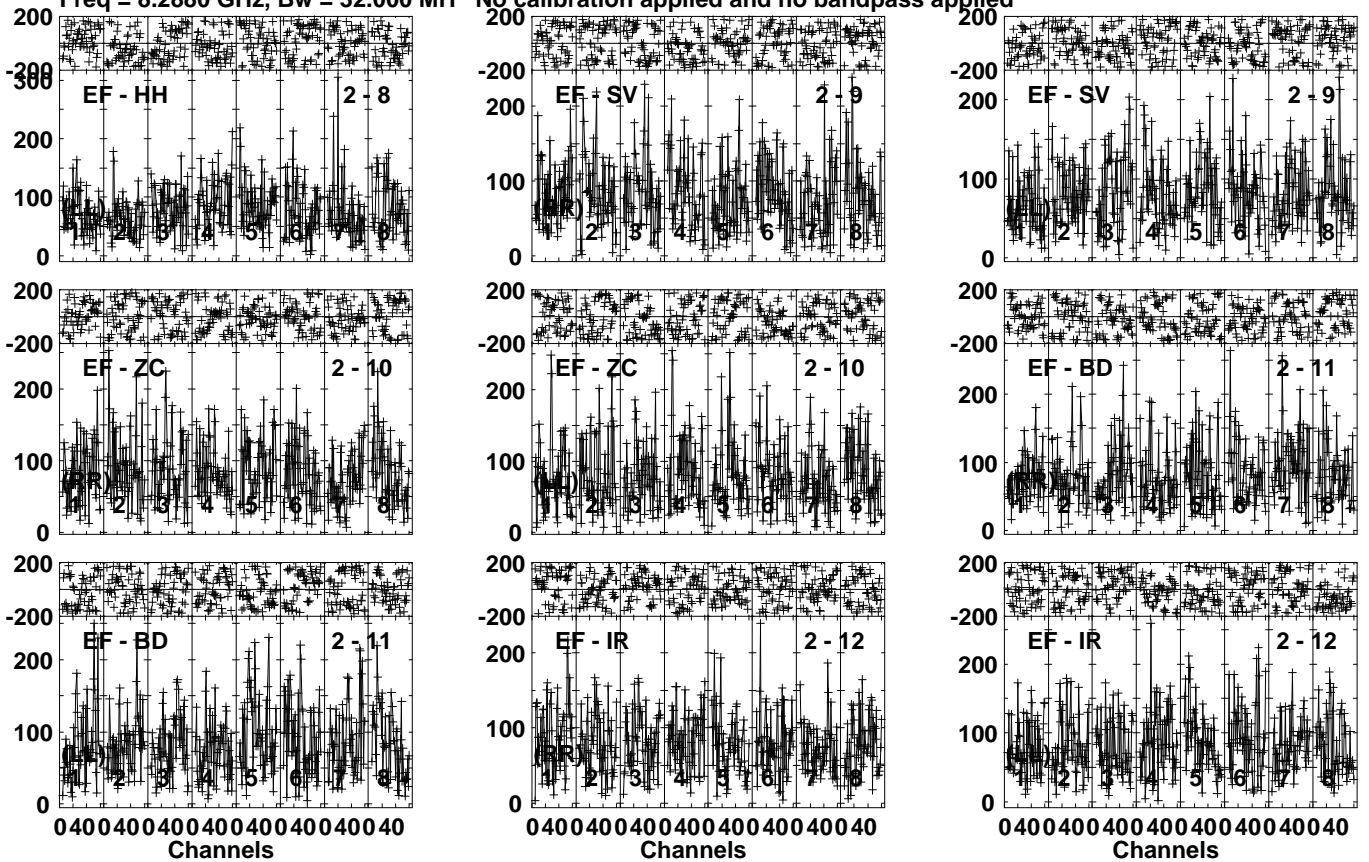 Freq = 8.2880 GHz, Bw = 32.000 MH No calibration applied and no bandpass applied
200 200 200
-200 -200 -200
300
EF - HH 2 - 8 EF - SV 2 - 9 EF - SV 2 - 9
200 200 200
100 100 100
(LL) (RR) (LL)
1 2 3 4 5 6 7 8 1 2 3 4 5 6 7 8 1 2 3 4 5 6 7 8
0 0 0
200 200 200
-200 -200 -200
EF - ZC 2 - 10 EF - ZC 2 - 10 EF - BD 2 - 11
200 200 200
100 100 100
(RR) (LL) (RR)
1 2 3 4 5 6 7 8 1 2 3 4 5 6 7 8 1 2 3 4 5 6 7 8
0 0 0
200 200 200
-200 -200 -200
EF - BD 2 - 11 EF - IR 2 - 12 EF - IR 2 - 12
200 200 200
100 100 100
(LL) (RR) (LL)
1 2 3 4 5 6 7 8 1 2 3 4 5 6 7 8 1 2 3 4 5 6 7 8
0 0 0
0 40 0 40 0 40 0 40 0 40 0 40 0 40 0 40 0 40 0 40 0 40 0 40 0 40 0 40 0 40 0 40 0 40 0 40 0 40 0 40 0 40 0 40 0 40 0 40
Channels Channels Channels